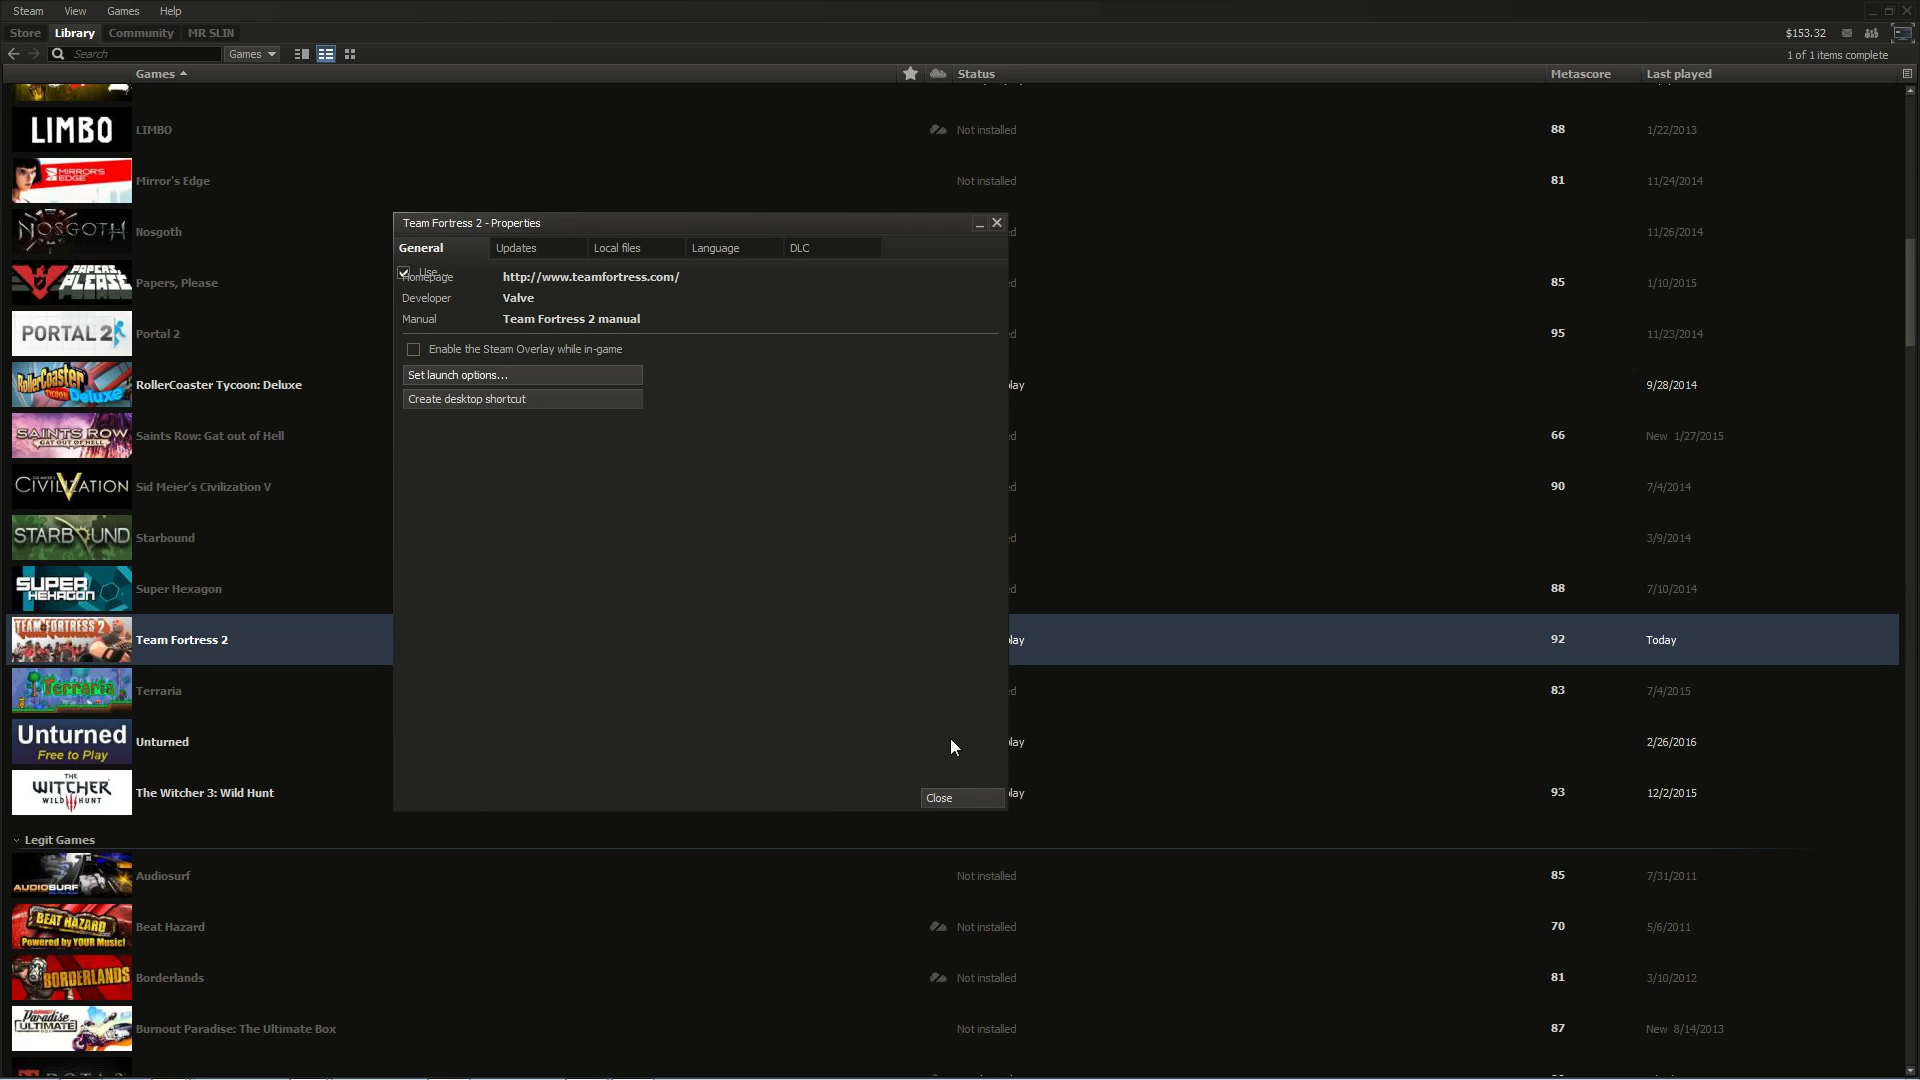 Steam View Games Help
Store Library Community MR SLIN $153.32
Search Games 1 of 1 items complete
Games Status Metascore Last played
LIMBO LIMBO Not installed 88 1/22/2013
MIRROR'S EDGE Mirror's Edge Not installed 81 11/24/2014
NOSGOTH Nosgoth 11/26/2014
PAPERS, PLEASE Papers, Please 85 1/10/2015
PORTAL 2 Portal 2 95 11/23/2014
RollerCoaster Tycoon Deluxe RollerCoaster Tycoon: Deluxe lay 9/28/2014
SAINTS ROW GAT OUT OF HELL Saints Row: Gat out of Hell 66 New 1/27/2015
SID MEIER'S CIVILIZATION V Sid Meier's Civilization V 90 7/4/2014
STARBOUND Starbound 3/9/2014
SUPER HEXAGON Super Hexagon 88 7/10/2014
TEAM FORTRESS 2 Team Fortress 2 lay 92 Today
Terraria Terraria 83 7/4/2015
Unturned Free to Play Unturned lay 2/26/2016
THE WITCHER WILD HUNT The Witcher 3: Wild Hunt lay 93 12/2/2015
Team Fortress 2 - Properties
General Updates Local files Language DLC
Use
Homepage http://www.teamfortress.com/
Developer Valve
Manual Team Fortress 2 manual
Enable the Steam Overlay while in-game
Set launch options...
Create desktop shortcut
Close
Legit Games
AUDIOSURF Audiosurf Not installed 85 7/31/2011
BEAT HAZARD Powered by YOUR Music! Beat Hazard Not installed 70 5/6/2011
BORDERLANDS Borderlands Not installed 81 3/10/2012
BURNOUT Paradise ULTIMATE BOX Burnout Paradise: The Ultimate Box Not installed 87 New 8/14/2013